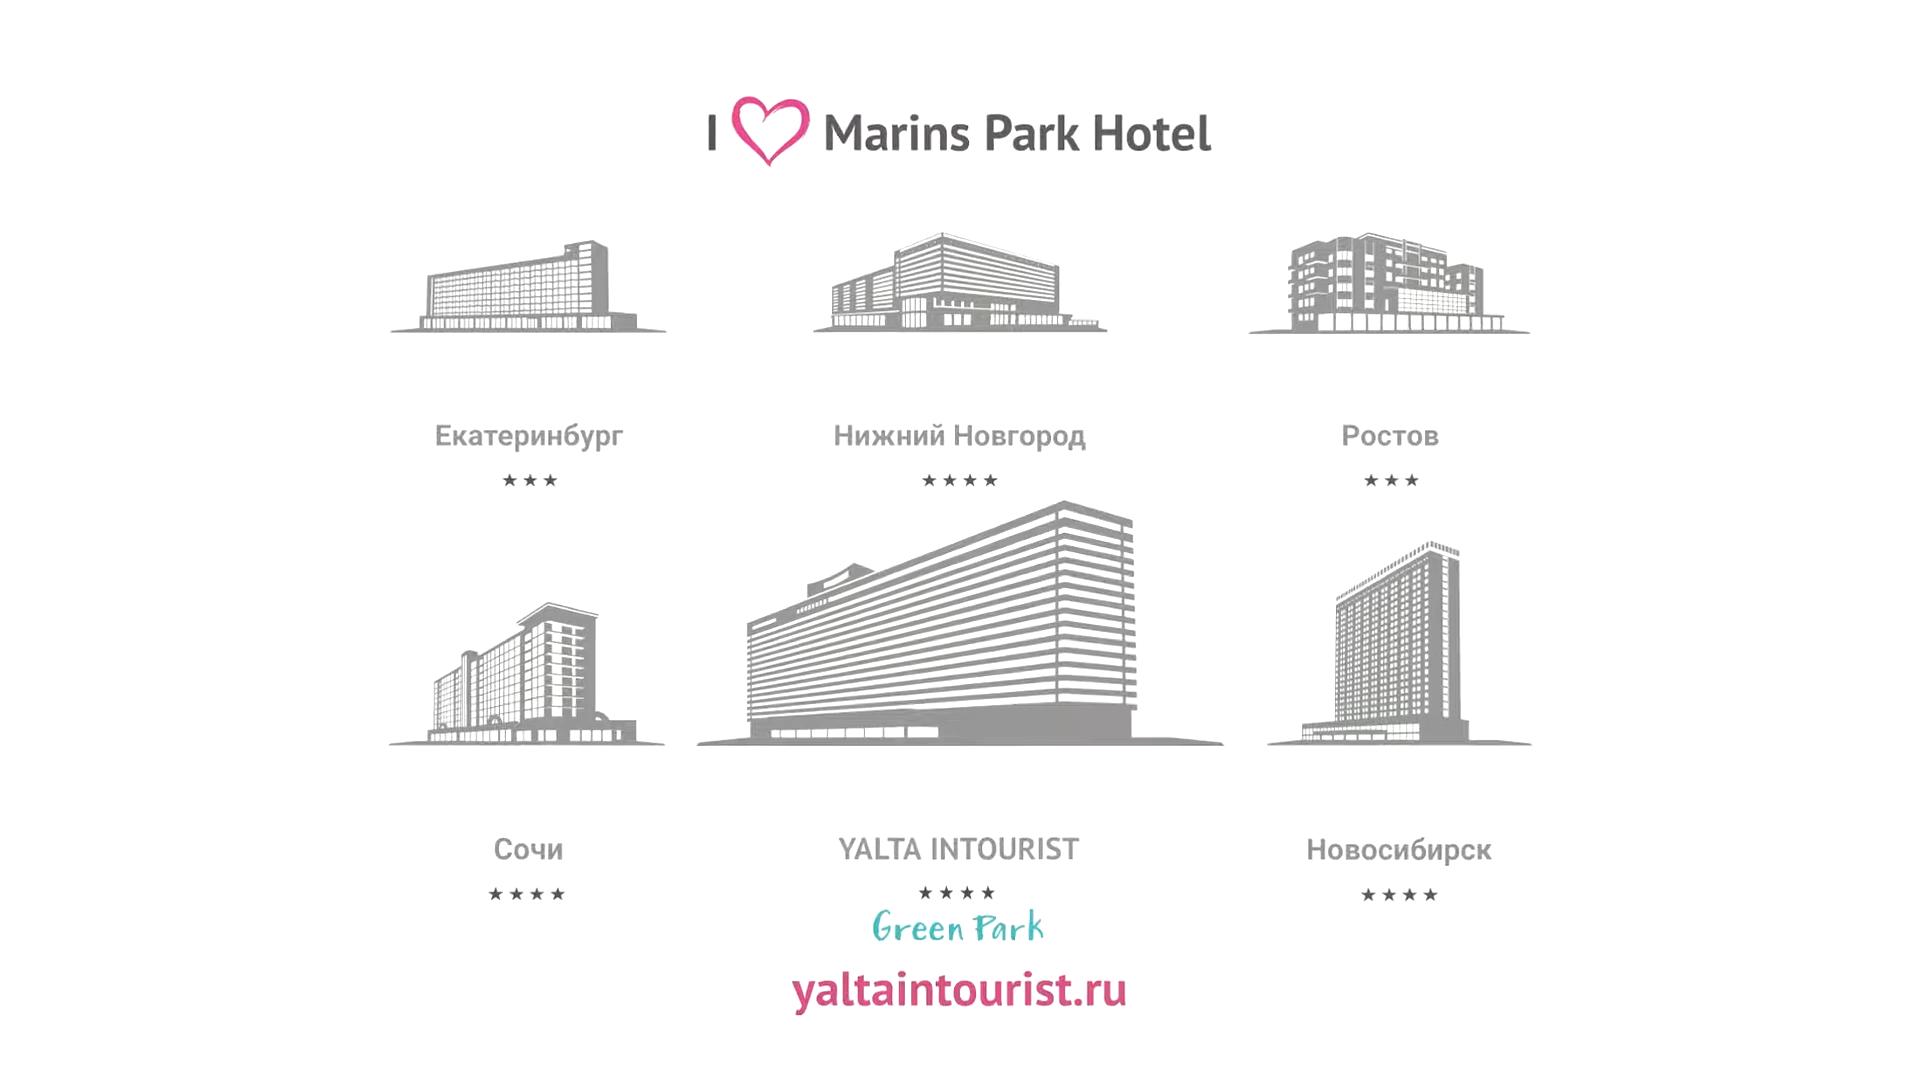 I Marins Park Hotel
Екатеринбург
Нижний Новгород
Ростов
Сочи
YALTA INTOURIST
Новосибирск
Green Park
yaltaintourist.ru